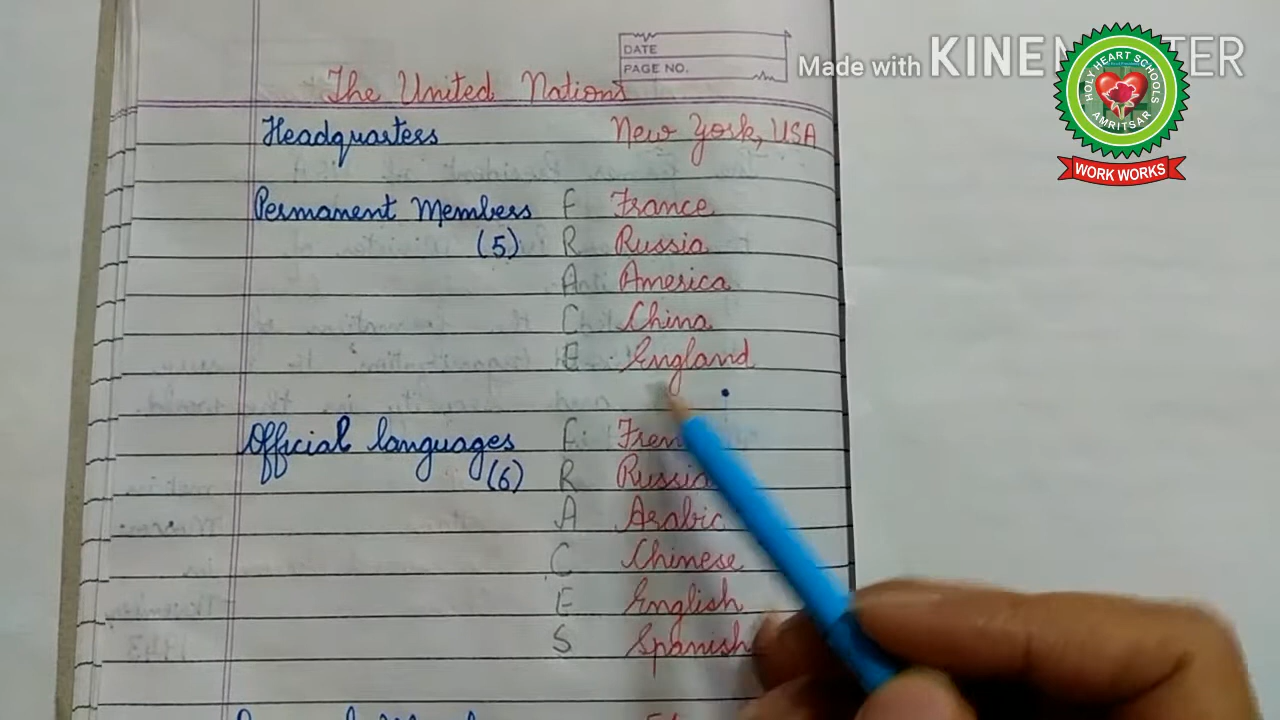 DATE
PAGE NO.
Made with KINEMASTER
HOLY HEART SCHOOLS
AMRITSAR
WORK WORKS
The United Nations
Headquarters New York, USA
Permanent Members F France
(5) R Russia
A America
C China
E England
Official languages F
(6) R
A Arabic
C Chinese
E English
S Spanish